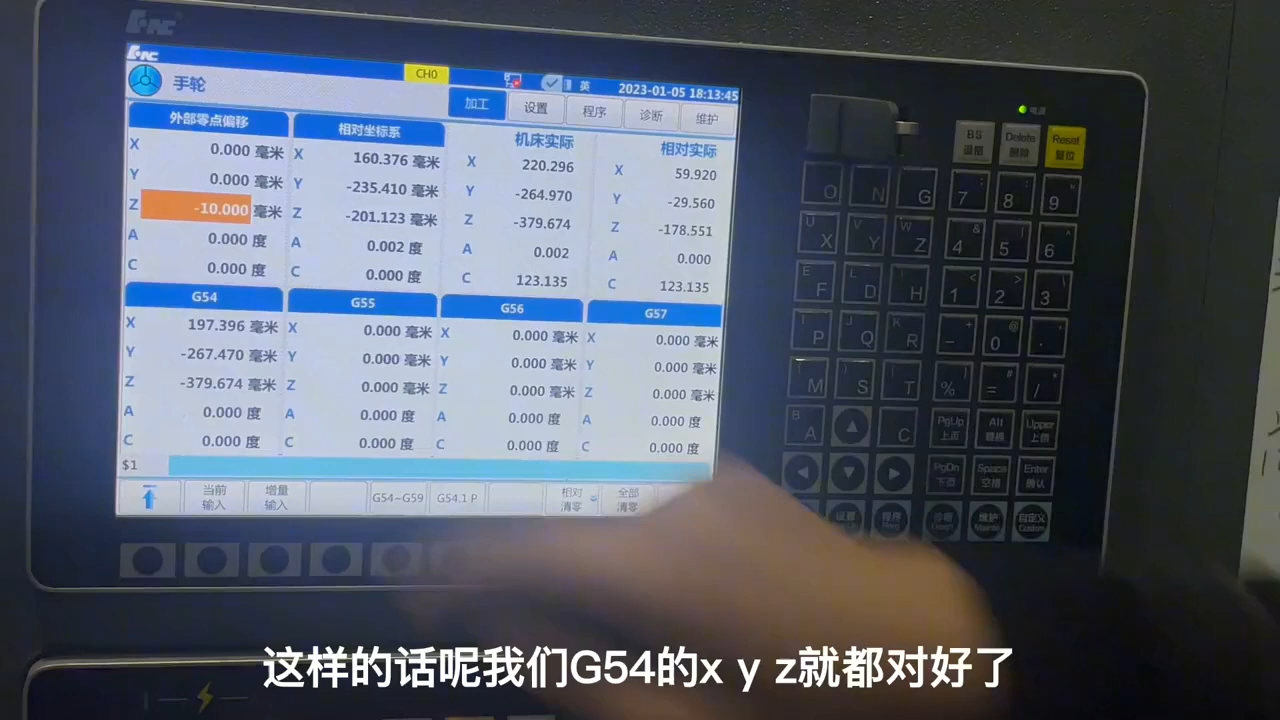 HNC
HNC
CH0
英 2023-01-05 18:13:45
手轮
加工 设置 程序 诊断 维护
外部零点偏移 相对坐标系 机床实际 相对实际
X 0.000 毫米 X 160.376 毫米 X 220.296 X 59.920
Y 0.000 毫米 Y -235.410 毫米 Y -264.970 Y -29.560
Z -10.000 毫米 Z -201.123 毫米 Z -379.674 Z -178.551
A 0.000 度 A 0.002 度 A 0.002 A 0.000
C 0.000 度 C 0.000 度 C 123.135 C 123.135
G54 G55 G56 G57
X 197.396 毫米 X 0.000 毫米 X 0.000 毫米 X 0.000 毫米
Y -267.470 毫米 Y 0.000 毫米 Y 0.000 毫米 Y 0.000 毫米
Z -379.674 毫米 Z 0.000 毫米 Z 0.000 毫米 Z 0.000 毫米
A 0.000 度 A 0.000 度 A 0.000 度 A 0.000 度
C 0.000 度 C 0.000 度 C 0.000 度 C 0.000 度
$1
当前输入 增量输入 G54~G59 G54.1 P 相对清零 全部清零
电源
BS 退格 Delete 删除 Reset 复位
O N G 7 8 9
U X V Y W Z 4 & 5 6
E F L D H 1 < 2 > 3
P J Q K R - + 0 @ .
M S T % = # / *
B A ▲ C PgUp 上页 Alt 替换 Upper 上档
◀ ▼ ▶ PgDn 下页 Space 空格 Enter 确认
设置 程序 Prog 诊断 维护 自定义 Custom
这样的话呢我们G54的x y z就都对好了